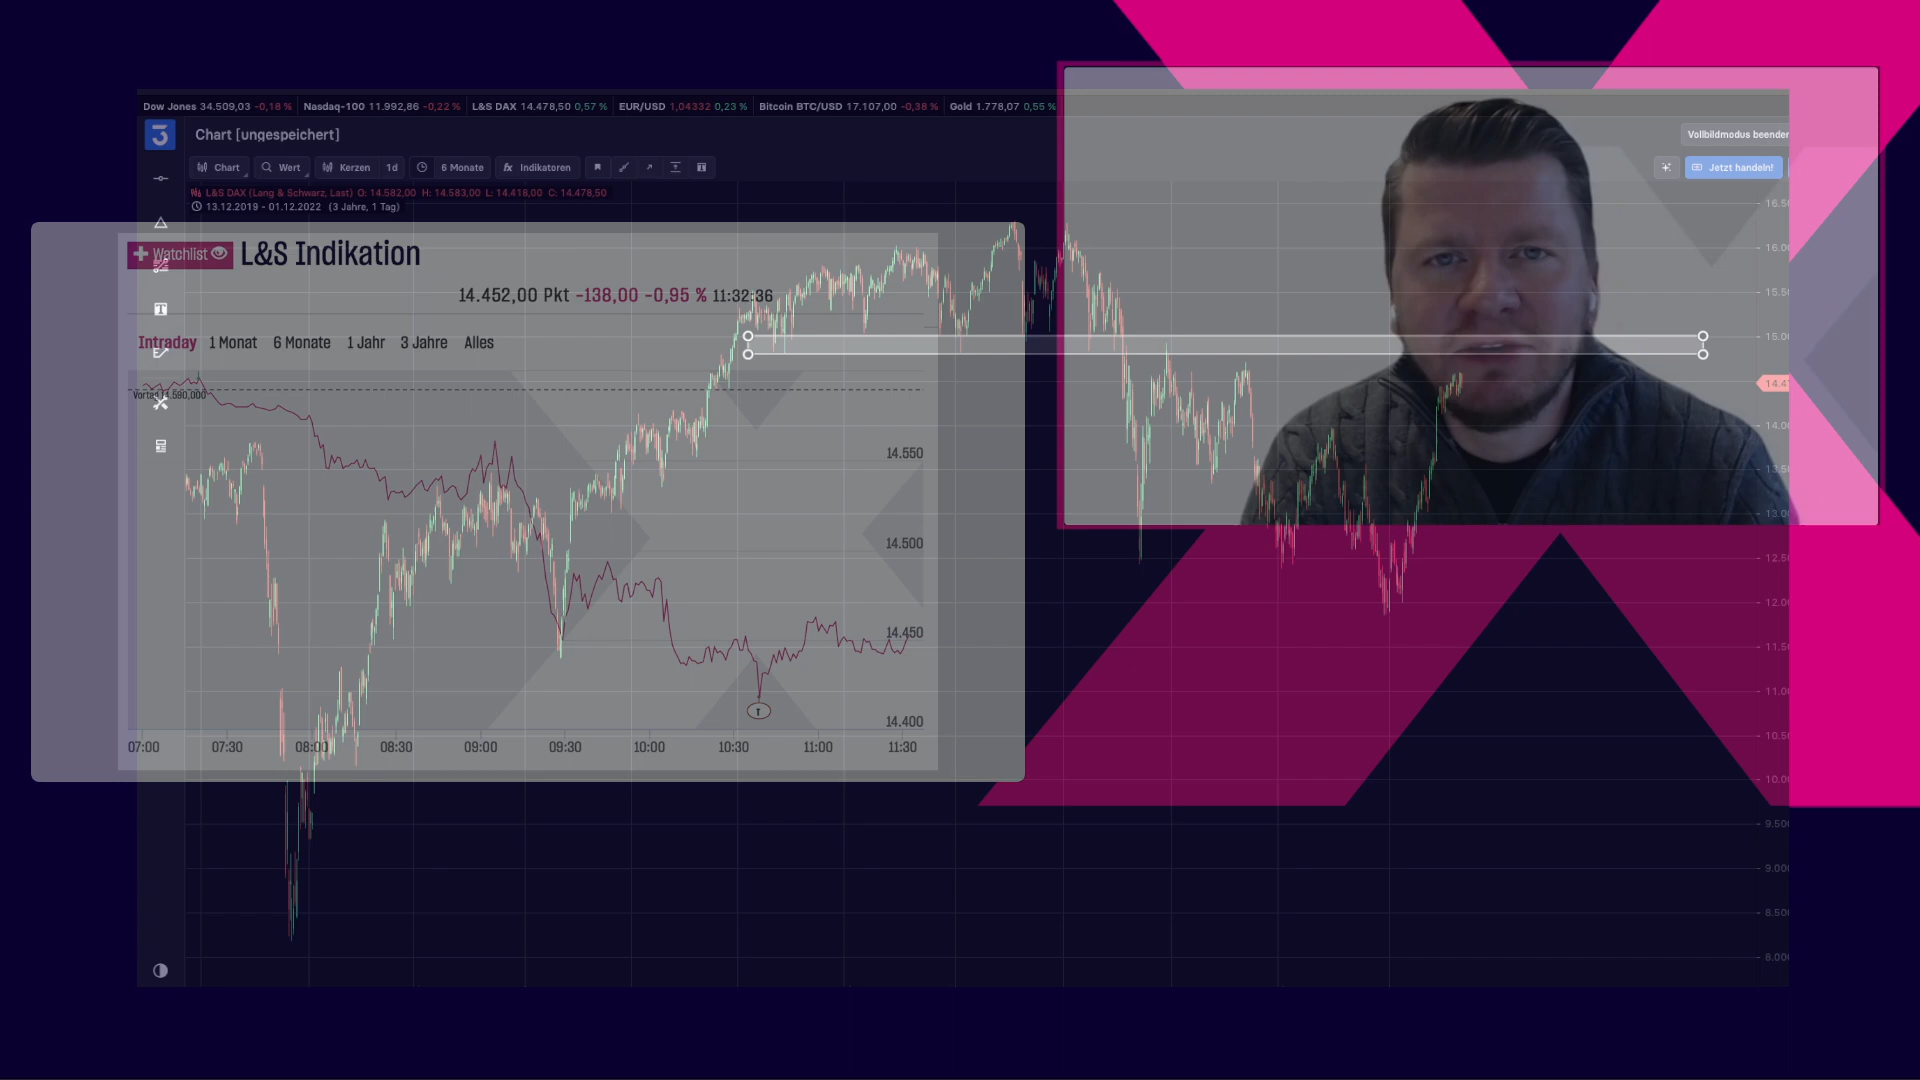 Dow Jones 34.509,03 -0,18 % Nasdaq-100 11.992,86 -0,22 % L&S DAX 14.478,50 0,57 % EUR/USD 1,04332 0,23 % Bitcoin BTC/USD 17.107,00 -0,38 % Gold 1.778,07 0,55 %
Chart [ungespeichert]
Vollbildmodus beenden
Chart Wert Kerzen 1d 6 Monate fx Indikatoren
Jetzt handeln!
L&S DAX (Lang & Schwarz, Last) O: 14.582,00 H: 14.583,00 L: 14.418,00 C: 14.478,50
13.12.2019 - 01.12.2022 (3 Jahre, 1 Tag)
Watchlist L&S Indikation
14.452,00 Pkt -138,00 -0,95 % 11:32:36
Intraday 1 Monat 6 Monate 1 Jahr 3 Jahre Alles
14.550
14.500
14.450
14.400
T
07:00 07:30 08:00 08:30 09:00 09:30 10:00 10:30 11:00 11:30
16.50
16.00
15.50
15.00
14.47
14.00
13.50
13.00
12.50
12.00
11.50
11.00
10.50
10.00
9.500
9.000
8.500
8.000